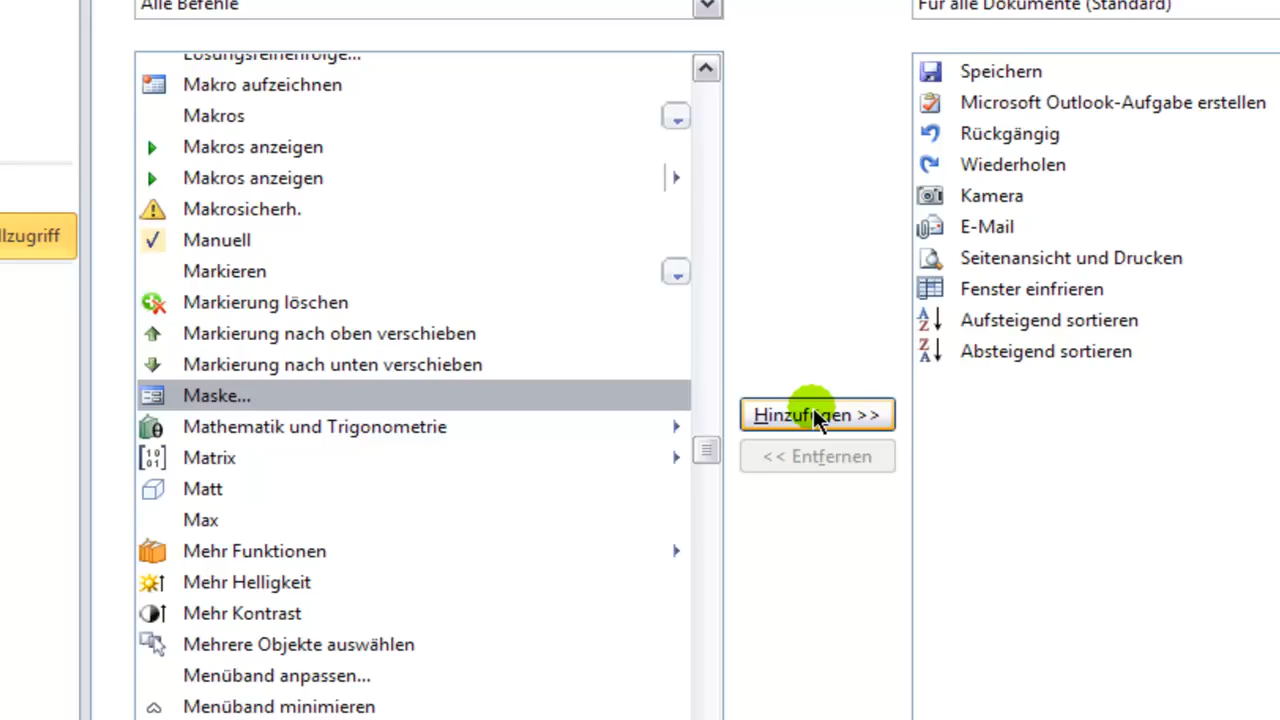 Alle Befehle
Für alle Dokumente (Standard)
Lösungsreihenfolge...
Makro aufzeichnen
Makros
Makros anzeigen
Makros anzeigen
Makrosicherh.
Manuell
Markieren
Markierung löschen
Markierung nach oben verschieben
Markierung nach unten verschieben
Maske...
Mathematik und Trigonometrie
Matrix
Matt
Max
Mehr Funktionen
Mehr Helligkeit
Mehr Kontrast
Mehrere Objekte auswählen
Menüband anpassen...
Menüband minimieren
llzugriff
Hinzufügen >>
<< Entfernen
Speichern
Microsoft Outlook-Aufgabe erstellen
Rückgängig
Wiederholen
Kamera
E-Mail
Seitenansicht und Drucken
Fenster einfrieren
Aufsteigend sortieren
Absteigend sortieren